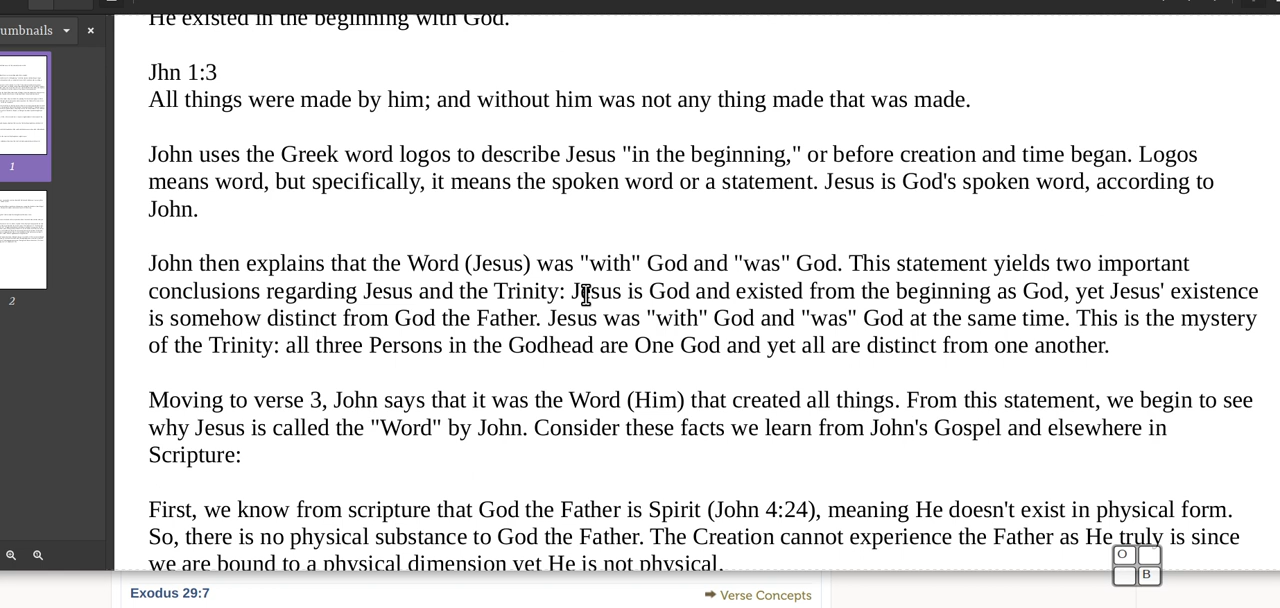 umbnails
He existed in the beginning with God.
Jhn 1:3
All things were made by him; and without him was not any thing made that was made.
John uses the Greek word logos to describe Jesus "in the beginning," or before creation and time began. Logos
means word, but specifically, it means the spoken word or a statement. Jesus is God's spoken word, according to
John.
John then explains that the Word (Jesus) was "with" God and "was" God. This statement yields two important
conclusions regarding Jesus and the Trinity: Jesus is God and existed from the beginning as God, yet Jesus' existence
is somehow distinct from God the Father. Jesus was "with" God and "was" God at the same time. This is the mystery
of the Trinity: all three Persons in the Godhead are One God and yet all are distinct from one another.
Moving to verse 3, John says that it was the Word (Him) that created all things. From this statement, we begin to see
why Jesus is called the "Word" by John. Consider these facts we learn from John's Gospel and elsewhere in
Scripture:
First, we know from scripture that God the Father is Spirit (John 4:24), meaning He doesn't exist in physical form.
So, there is no physical substance to God the Father. The Creation cannot experience the Father as He truly is since
we are bound to a physical dimension yet He is not physical.
1
2
O
B
Exodus 29:7
Verse Concepts